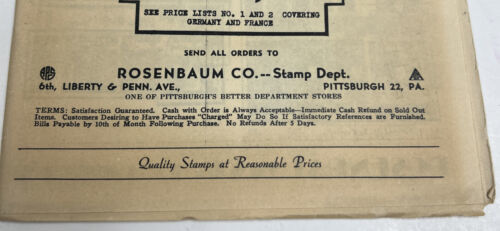 SEE PRICE LISTS NO. 1 AND 2 COVERING
GERMANY AND FRANCE
SEND ALL ORDERS TO
APS ROSENBAUM CO.--Stamp Dept. APS
6th, LIBERTY & PENN. AVE., PITTSBURGH 22, PA.
ONE OF PITTSBURGH'S BETTER DEPARTMENT STORES
TERMS: Satisfaction Guaranteed. Cash with Order is Always Acceptable—Immediate Cash Refund on Sold Out
Items. Customers Desiring to Have Purchases "Charged" May Do So If Satisfactory References are Furnished.
Bills Payable by 10th of Month Following Purchase. No Refunds After 5 Days.
Quality Stamps at Reasonable Prices